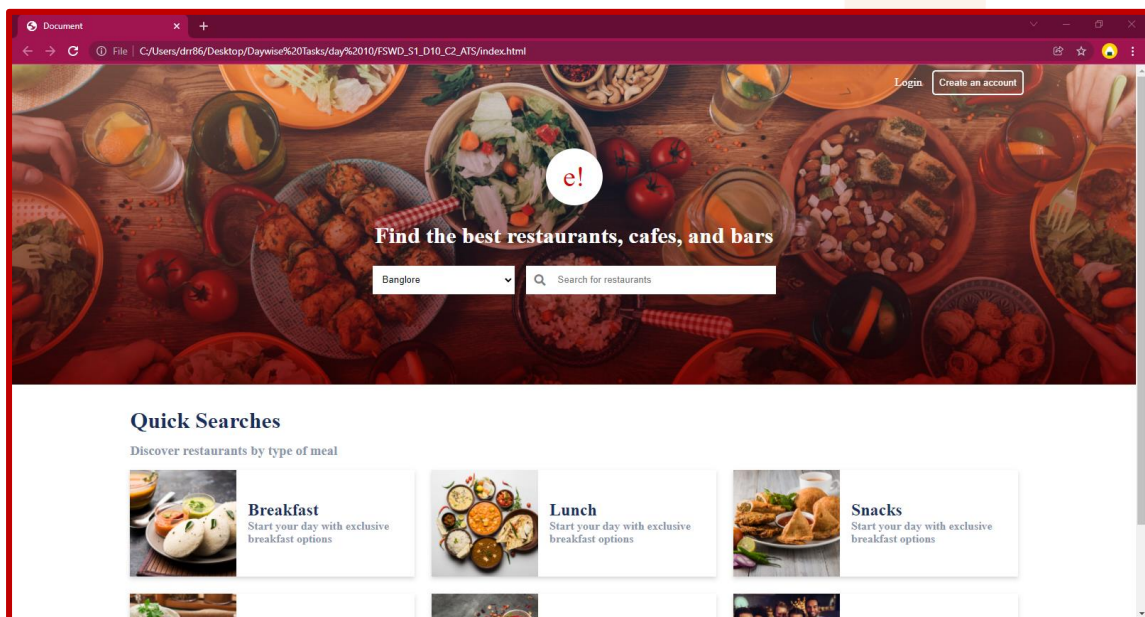 Document
File
C:/Users/drr86/Desktop/Daywise%20Tasks/day%2010/FSWD_S1_D10_C2_ATS/index.html
Login
Create an account
e!
Find the best restaurants, cafes, and bars
Banglore
Search for restaurants
Quick Searches
Discover restaurants by type of meal
Breakfast
Start your day with exclusive
breakfast options
Lunch
Start your day with exclusive
breakfast options
Snacks
Start your day with exclusive
breakfast options